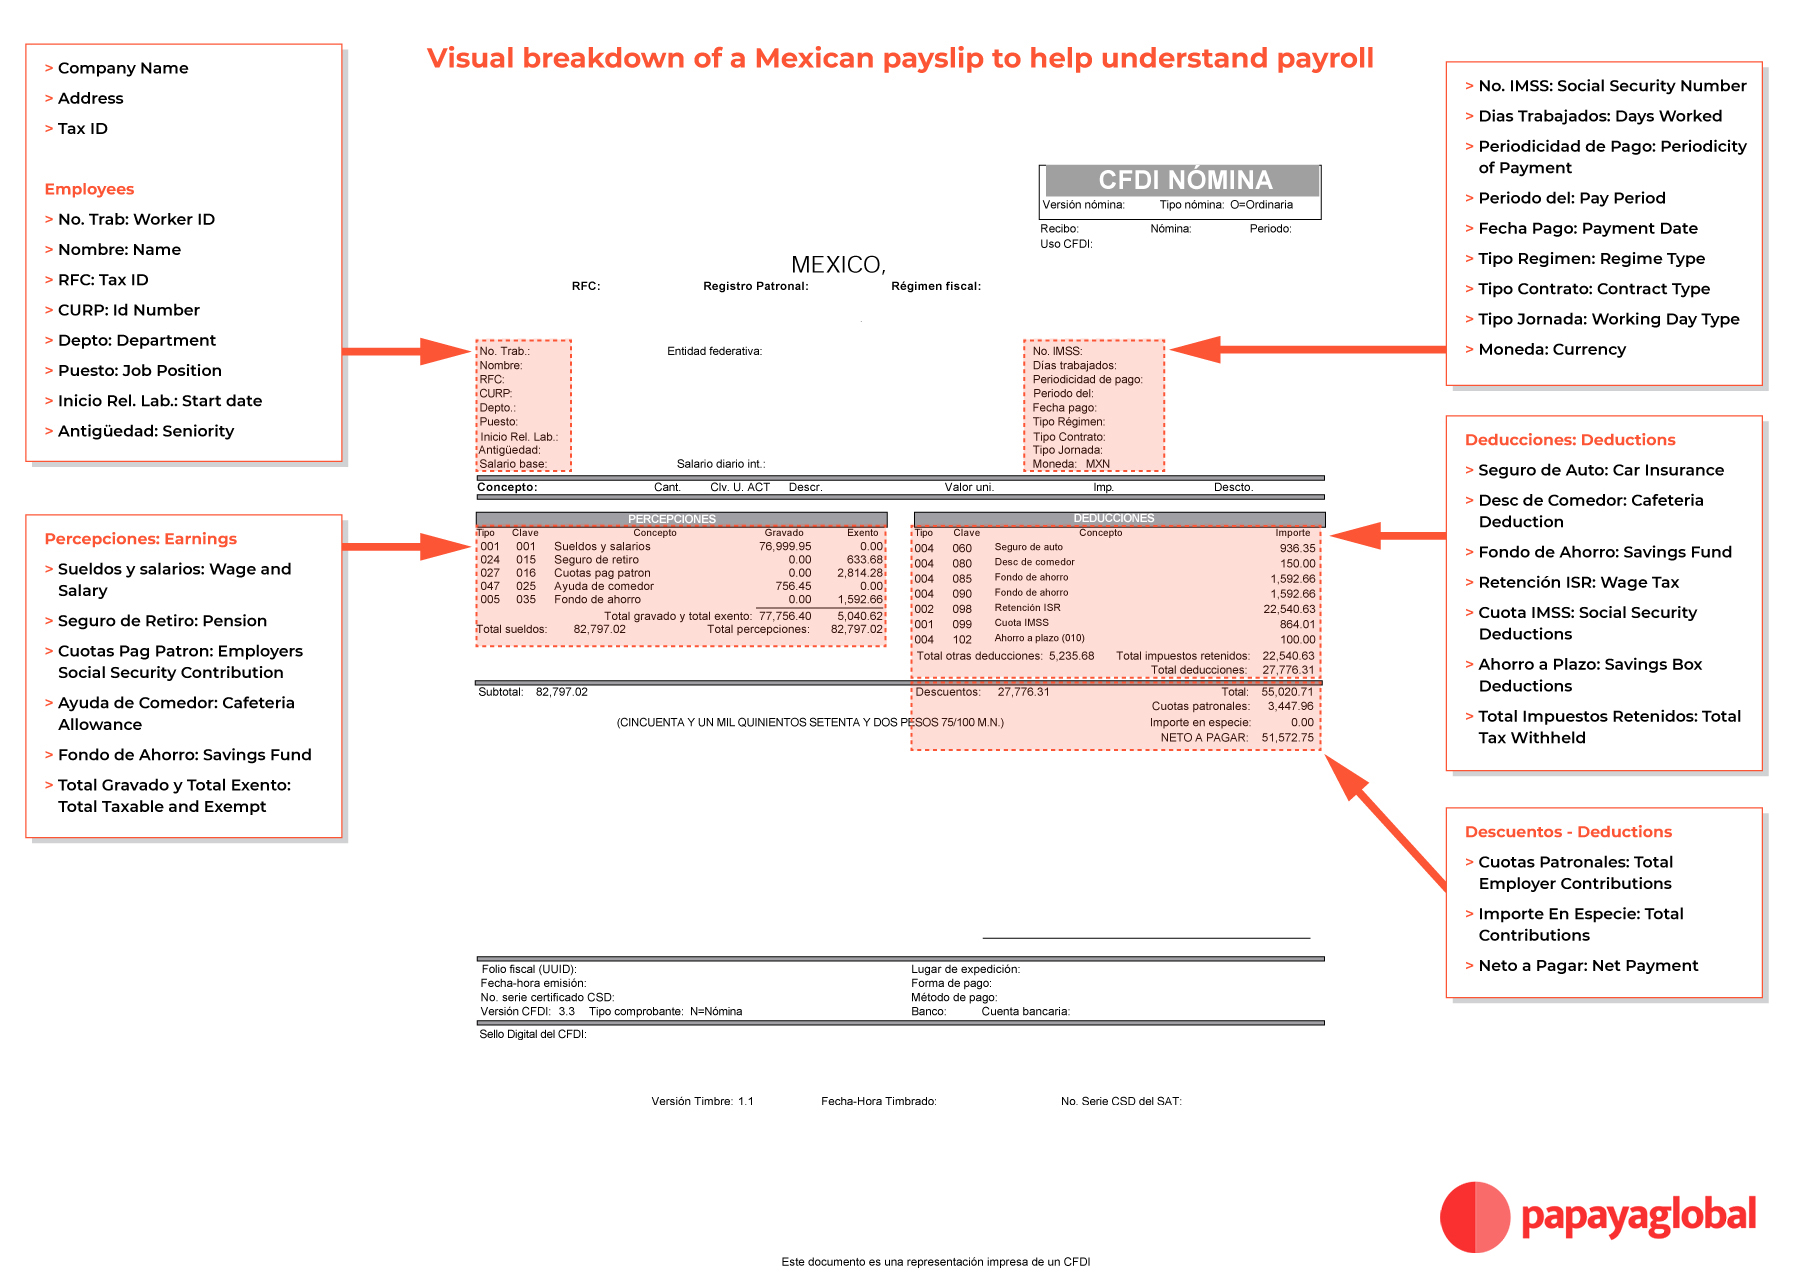 Visual breakdown of a Mexican payslip to help understand payroll
> Company Name
> Address
> Tax ID
Employees
> No. Trab: Worker ID
> Nombre: Name
> RFC: Tax ID
> CURP: Id Number
> Depto: Department
> Puesto: Job Position
> Inicio Rel. Lab.: Start date
> Antigüedad: Seniority
Percepciones: Earnings
> Sueldos y salarios: Wage and
Salary
> Seguro de Retiro: Pension
> Cuotas Pag Patron: Employers
Social Security Contribution
> Ayuda de Comedor: Cafeteria
Allowance
> Fondo de Ahorro: Savings Fund
> Total Gravado y Total Exento:
Total Taxable and Exempt
CFDI NÓMINA
Versión nómina: Tipo nómina: O=Ordinaria
Recibo: Nómina: Periodo:
Uso CFDI:
MEXICO,
RFC: Registro Patronal: Régimen fiscal:
No. Trab.: Entidad federativa: No. IMSS:
Nombre: Días trabajados:
RFC: Periodicidad de pago:
CURP: Periodo del:
Depto.: Fecha pago:
Puesto: Tipo Régimen:
Inicio Rel. Lab.: Tipo Contrato:
Antigüedad: Tipo Jornada:
Salario base: Salario diario int.: Moneda: MXN
Concepto: Cant. Clv. U. ACT Descr. Valor uni. Imp. Descto.
PERCEPCIONES
Tipo Clave Concepto Gravado Exento
001 001 Sueldos y salarios 76,999.95 0.00
024 015 Seguro de retiro 0.00 633.68
027 016 Cuotas pag patron 0.00 2,814.28
047 025 Ayuda de comedor 756.45 0.00
005 035 Fondo de ahorro 0.00 1,592.66
Total gravado y total exento: 77,756.40 5,040.62
Total sueldos: 82,797.02 Total percepciones: 82,797.02
DEDUCCIONES
Tipo Clave Concepto Importe
004 060 Seguro de auto 936.35
004 080 Desc de comedor 150.00
004 085 Fondo de ahorro 1,592.66
004 090 Fondo de ahorro 1,592.66
002 098 Retención ISR 22,540.63
001 099 Cuota IMSS 864.01
004 102 Ahorro a plazo (010) 100.00
Total otras deducciones: 5,235.68 Total impuestos retenidos: 22,540.63
Total deducciones: 27,776.31
Subtotal: 82,797.02 Descuentos: 27,776.31 Total: 55,020.71
Cuotas patronales: 3,447.96
(CINCUENTA Y UN MIL QUINIENTOS SETENTA Y DOS PESOS 75/100 M.N.) Importe en especie: 0.00
NETO A PAGAR: 51,572.75
Folio fiscal (UUID): Lugar de expedición:
Fecha-hora emisión: Forma de pago:
No. serie certificado CSD: Método de pago:
Versión CFDI: 3.3 Tipo comprobante: N=Nómina Banco: Cuenta bancaria:
Sello Digital del CFDI:
Versión Timbre: 1.1 Fecha-Hora Timbrado: No. Serie CSD del SAT:
Este documento es una representación impresa de un CFDI
> No. IMSS: Social Security Number
> Dias Trabajados: Days Worked
> Periodicidad de Pago: Periodicity
of Payment
> Periodo del: Pay Period
> Fecha Pago: Payment Date
> Tipo Regimen: Regime Type
> Tipo Contrato: Contract Type
> Tipo Jornada: Working Day Type
> Moneda: Currency
Deducciones: Deductions
> Seguro de Auto: Car Insurance
> Desc de Comedor: Cafeteria
Deduction
> Fondo de Ahorro: Savings Fund
> Retención ISR: Wage Tax
> Cuota IMSS: Social Security
Deductions
> Ahorro a Plazo: Savings Box
Deductions
> Total Impuestos Retenidos: Total
Tax Withheld
Descuentos - Deductions
> Cuotas Patronales: Total
Employer Contributions
> Importe En Especie: Total
Contributions
> Neto a Pagar: Net Payment
papayaglobal